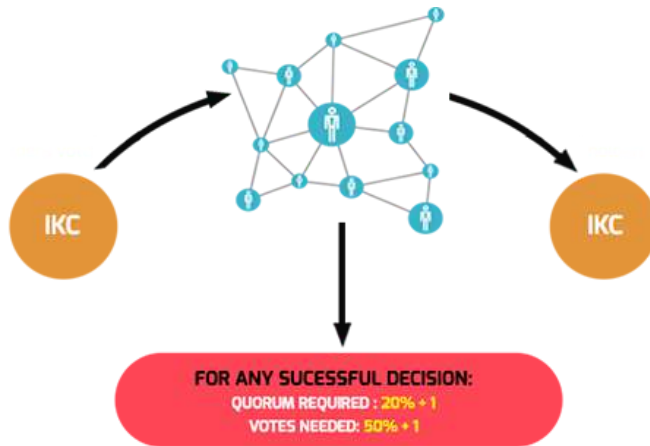 IKC
IKC
FOR ANY SUCESSFUL DECISION:
QUORUM REQUIRED : 20% + 1
VOTES NEEDED: 50% + 1